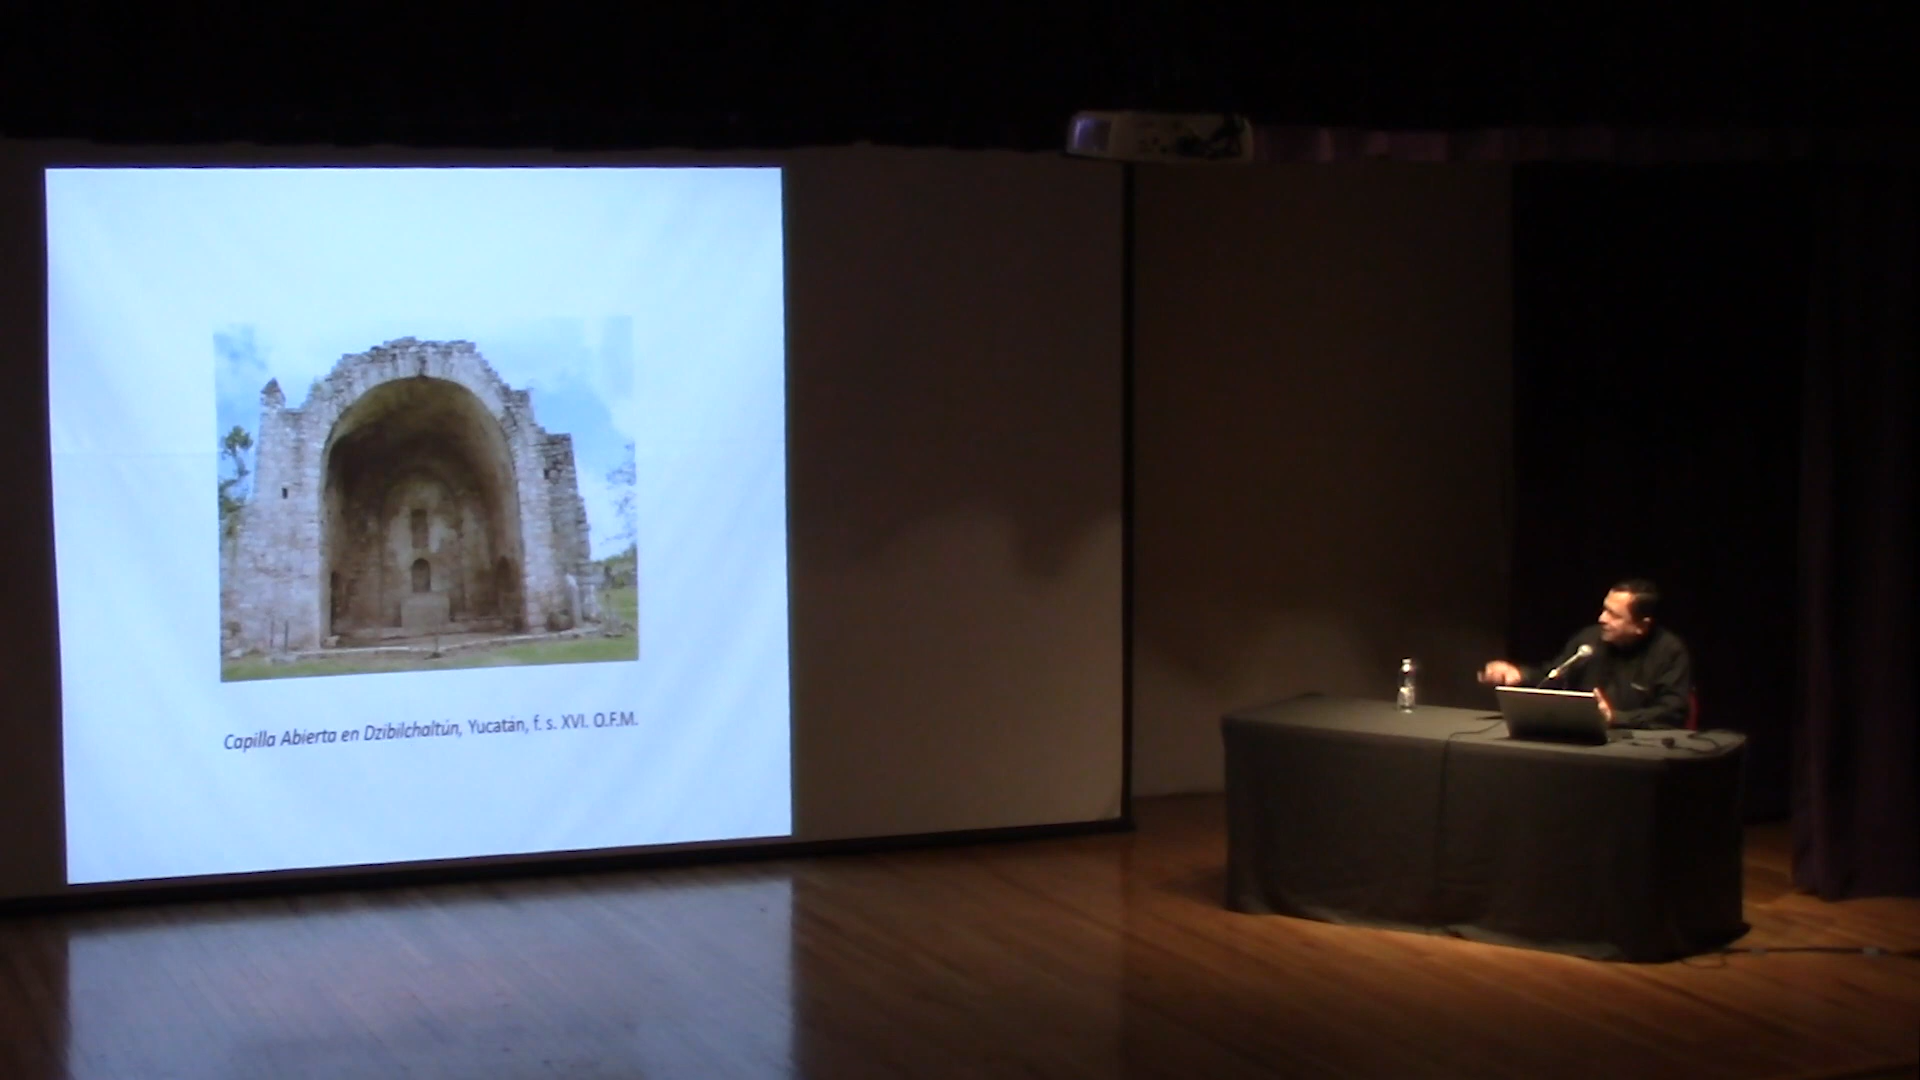 Capilla Abierta en Dzibilchaltún, Yucatán, f. s. XVI. O.F.M.